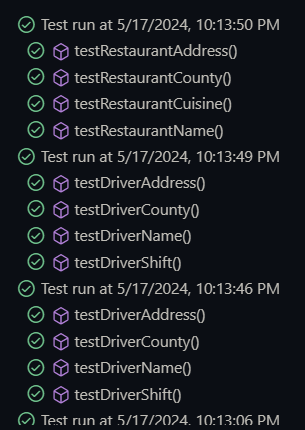 Test run at 5/17/2024, 10:13:50 PM
testRestaurantAddress()
testRestaurantCounty()
testRestaurantCuisine()
testRestaurantName()
Test run at 5/17/2024, 10:13:49 PM
testDriverAddress()
testDriverCounty()
testDriverName()
testDriverShift()
Test run at 5/17/2024, 10:13:46 PM
testDriverAddress()
testDriverCounty()
testDriverName()
testDriverShift()
Test run at 5/17/2024, 10:13:06 PM